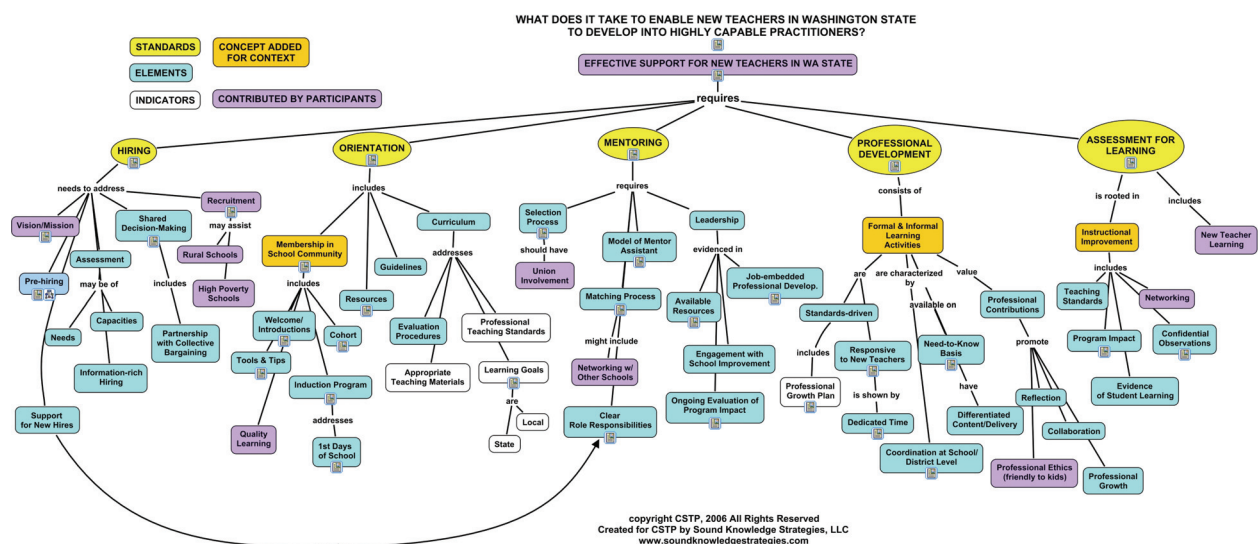 WHAT DOES IT TAKE TO ENABLE NEW TEACHERS IN WASHINGTON STATE
TO DEVELOP INTO HIGHLY CAPABLE PRACTITIONERS?
STANDARDS
CONCEPT ADDED
FOR CONTEXT
ELEMENTS
INDICATORS
CONTRIBUTED BY PARTICIPANTS
EFFECTIVE SUPPORT FOR NEW TEACHERS IN WA STATE
requires
HIRING
needs to address
Vision/Mission
Pre-hiring
Assessment
may be of
Needs
Capacities
Information-rich
Hiring
Support
for New Hires
Shared
Decision-Making
includes
Partnership
with Collective
Bargaining
Recruitment
may assist
Rural Schools
High Poverty
Schools
ORIENTATION
includes
Membership in
School Community
includes
Welcome/
Introductions
Tools & Tips
Quality
Learning
Cohort
Induction Program
addresses
1st Days
of School
Resources
Guidelines
Curriculum
addresses
Evaluation
Procedures
Appropriate
Teaching Materials
Professional
Teaching Standards
Learning Goals
are
State
Local
MENTORING
requires
Selection
Process
should have
Union
Involvement
Model of Mentor
Assistant
Matching Process
might include
Networking w/
Other Schools
Clear
Role Responsibilities
Leadership
evidenced in
Available
Resources
Job-embedded
Professional Develop.
Engagement with
School Improvement
Ongoing Evaluation of
Program Impact
PROFESSIONAL
DEVELOPMENT
consists of
Formal & Informal
Learning
Activities
are
Standards-driven
includes
Professional
Growth Plan
Responsive
to New Teachers
is shown by
Dedicated Time
are characterized
by
Coordination at School/
District Level
available on
Need-to-Know
Basis
have
Differentiated
Content/Delivery
value
Professional
Contributions
promote
Reflection
Collaboration
Professional Ethics
(friendly to kids)
Professional
Growth
ASSESSMENT FOR
LEARNING
is rooted in
Instructional
Improvement
includes
Teaching
Standards
Program Impact
Networking
Confidential
Observations
Evidence
of Student Learning
includes
New Teacher
Learning
copyright CSTP, 2006 All Rights Reserved
Created for CSTP by Sound Knowledge Strategies, LLC
www.soundknowledgestrategies.com